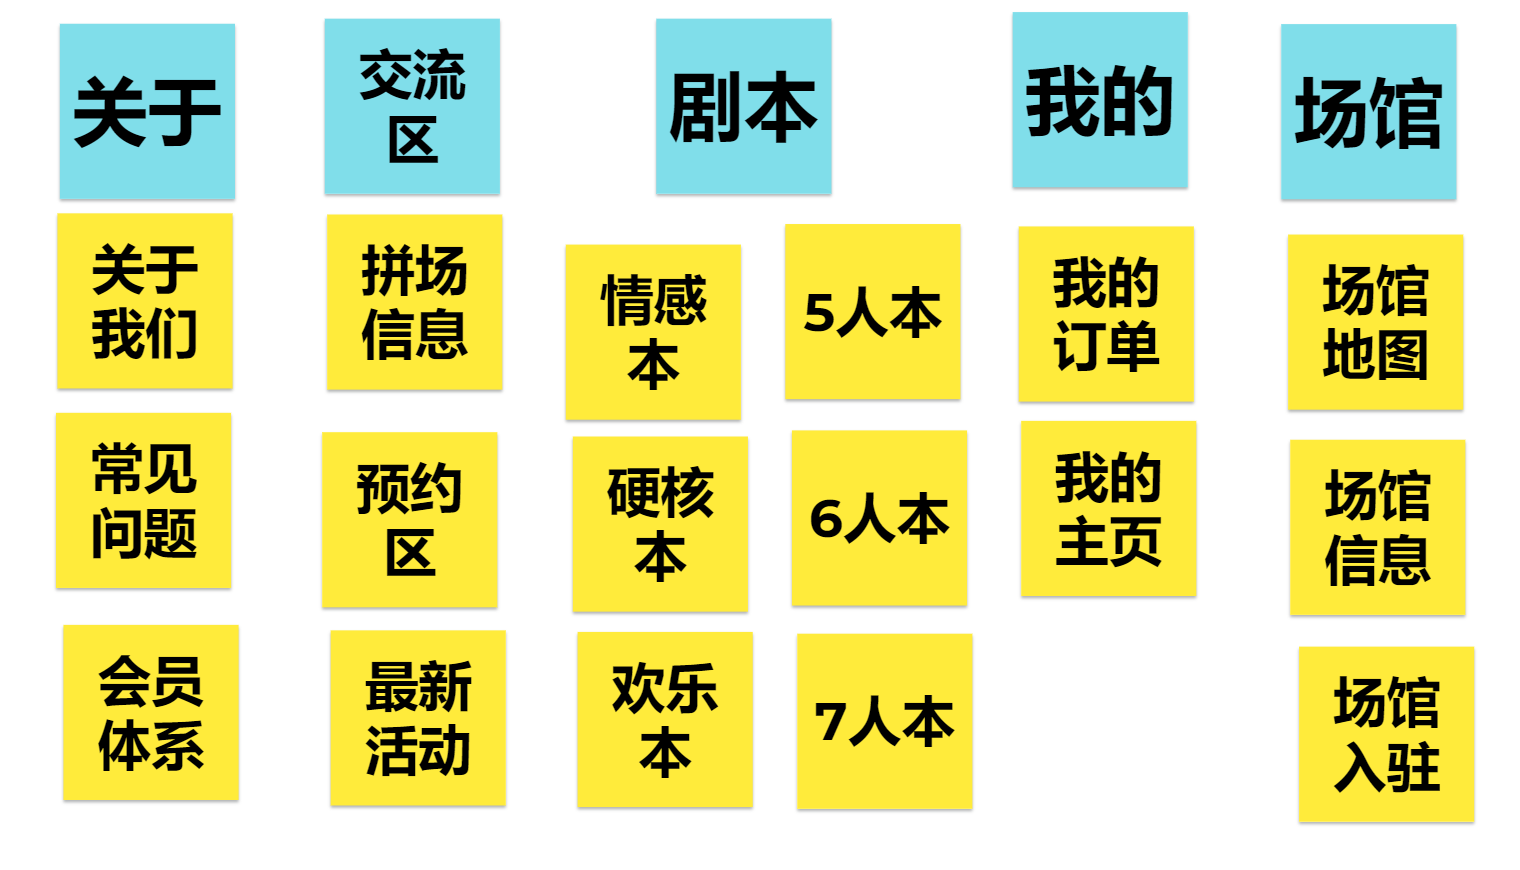 关于
交流
区
剧本
我的
场馆
关于
我们
拼场
信息
情感
本
5人本
我的
订单
场馆
地图
常见
问题
预约
区
硬核
本
6人本
我的
主页
场馆
信息
会员
体系
最新
活动
欢乐
本
7人本
场馆
入驻